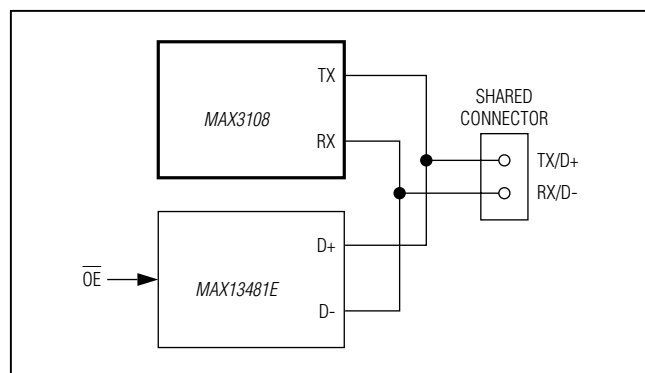 TX
MAX3108
RX
SHARED
CONNECTOR
TX/D+
RX/D-
D+
OE
MAX13481E
D-